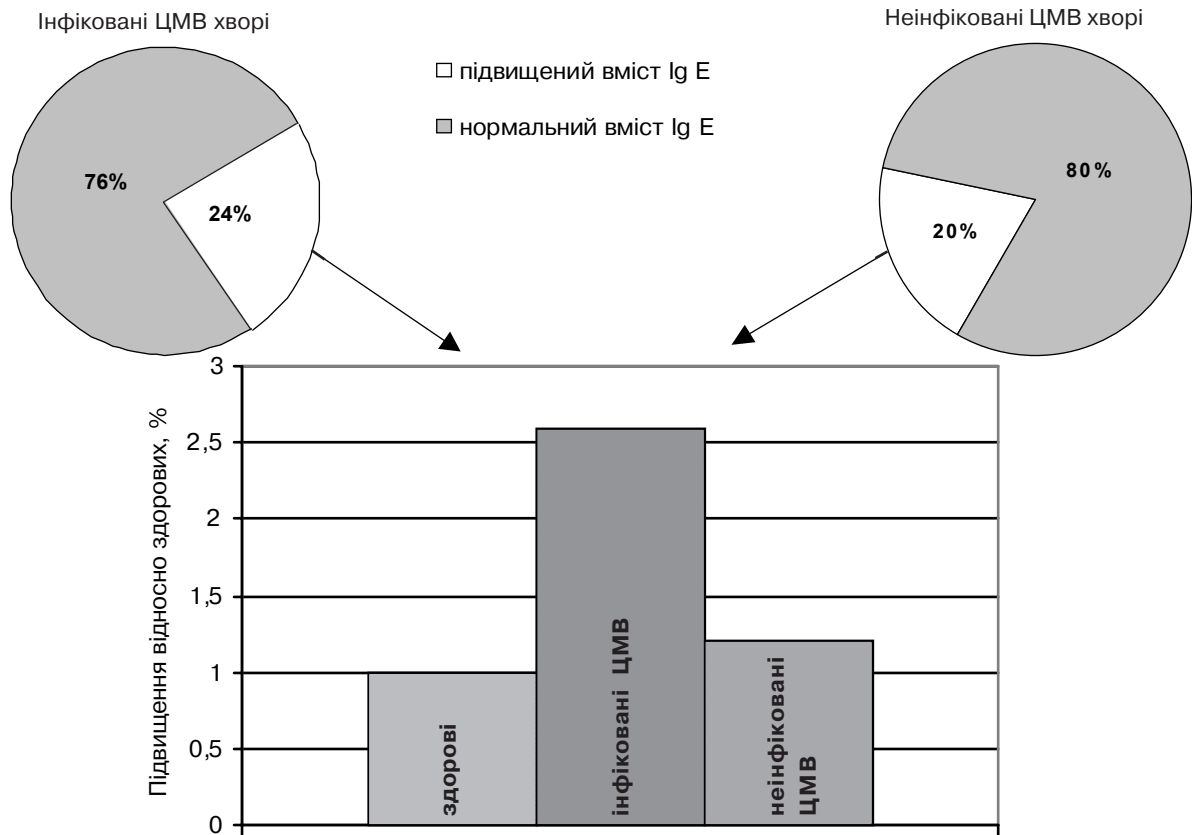 Інфіковані ЦМВ хворі
Неінфіковані ЦМВ хворі
підвищений вміст Ig E
нормальний вміст Ig E
76%
24%
80%
20%
Підвищення відносно здорових, %
3
2,5
2
1,5
1
0,5
0
здорові
інфіковані ЦМВ
неінфіковані
ЦМВ